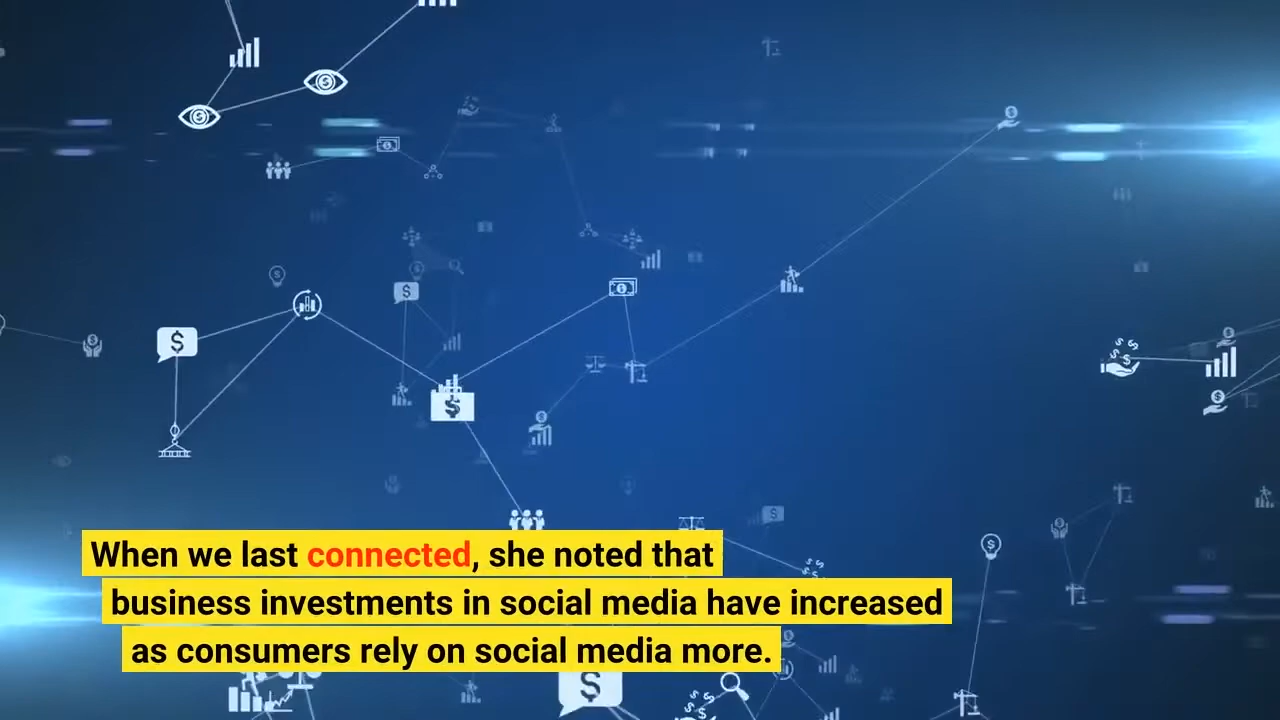 When we last connected, she noted that
business investments in social media have increased
as consumers rely on social media more.